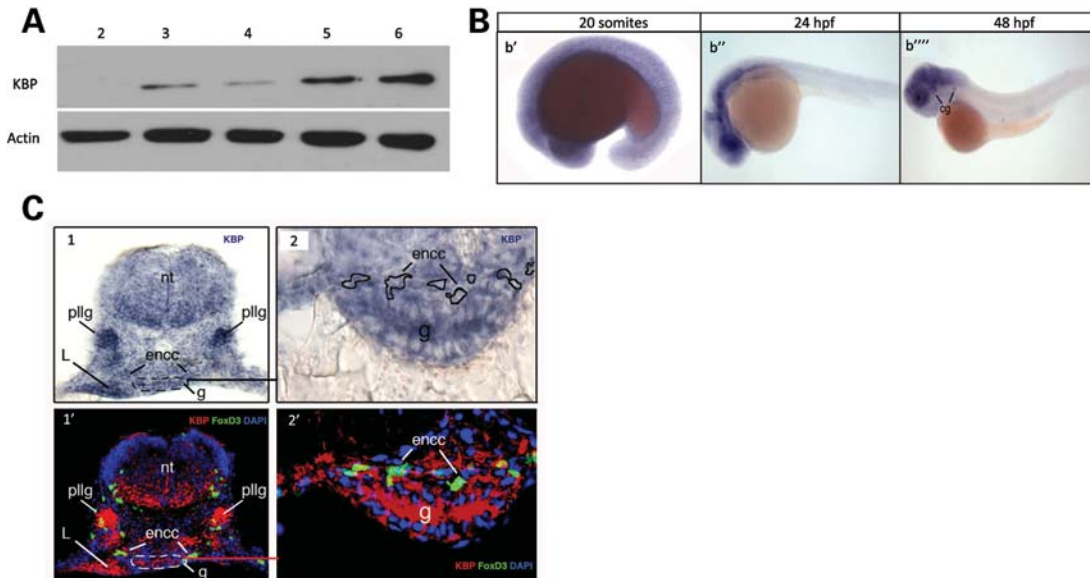 A
2 3 4 5 6
KBP
Actin
B
20 somites 24 hpf 48 hpf
b' b'' b''''
cg
C
1 KBP
nt
pllg pllg
encc
L
g
2 KBP
encc
g
1' KBP FoxD3 DAPI
nt
pllg pllg
encc
L
g
2'
encc
g
KBP FoxD3 DAPI